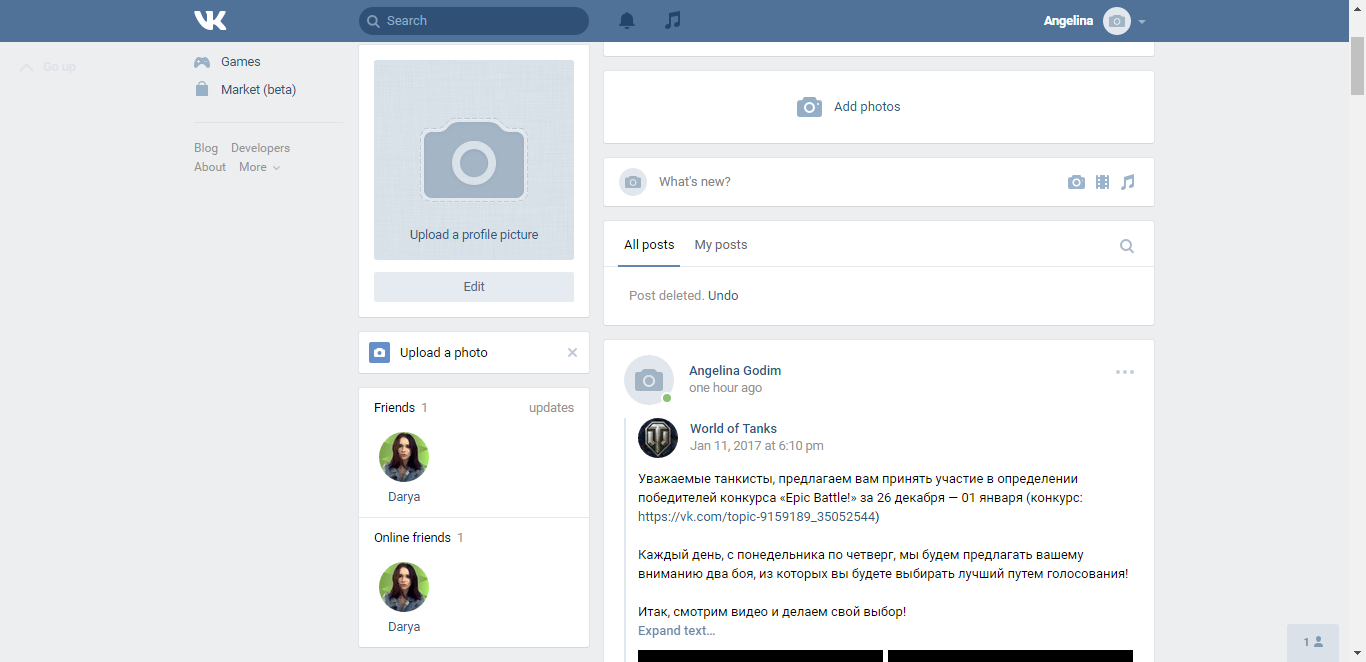 VK
Search
Angelina
Go up
Games
Market (beta)
Blog Developers
About More
Upload a profile picture
Edit
Upload a photo
Friends 1 updates
Darya
Online friends 1
Darya
Add photos
What's new?
All posts My posts
Post deleted. Undo
Angelina Godim
one hour ago
World of Tanks
Jan 11, 2017 at 6:10 pm
Уважаемые танкисты, предлагаем вам принять участие в определении
победителей конкурса «Epic Battle!» за 26 декабря — 01 января (конкурс:
https://vk.com/topic-9159189_35052544)
Каждый день, с понедельника по четверг, мы будем предлагать вашему
вниманию два боя, из которых вы будете выбирать лучший путем голосования!
Итак, смотрим видео и делаем свой выбор!
Expand text...
1